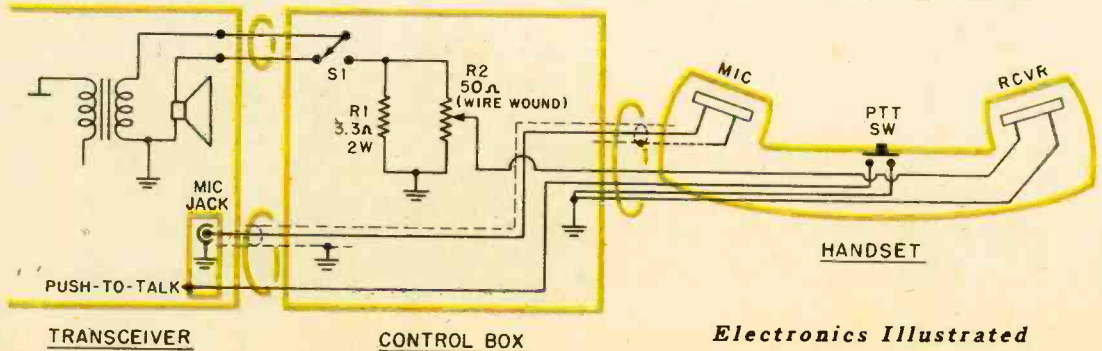 S1
R1
3.3Ω
2W
R2
50Ω
(WIRE WOUND)
MIC
PTT
SW
RCVR
MIC
JACK
PUSH-TO-TALK
HANDSET
TRANSCEIVER
CONTROL BOX
Electronics Illustrated